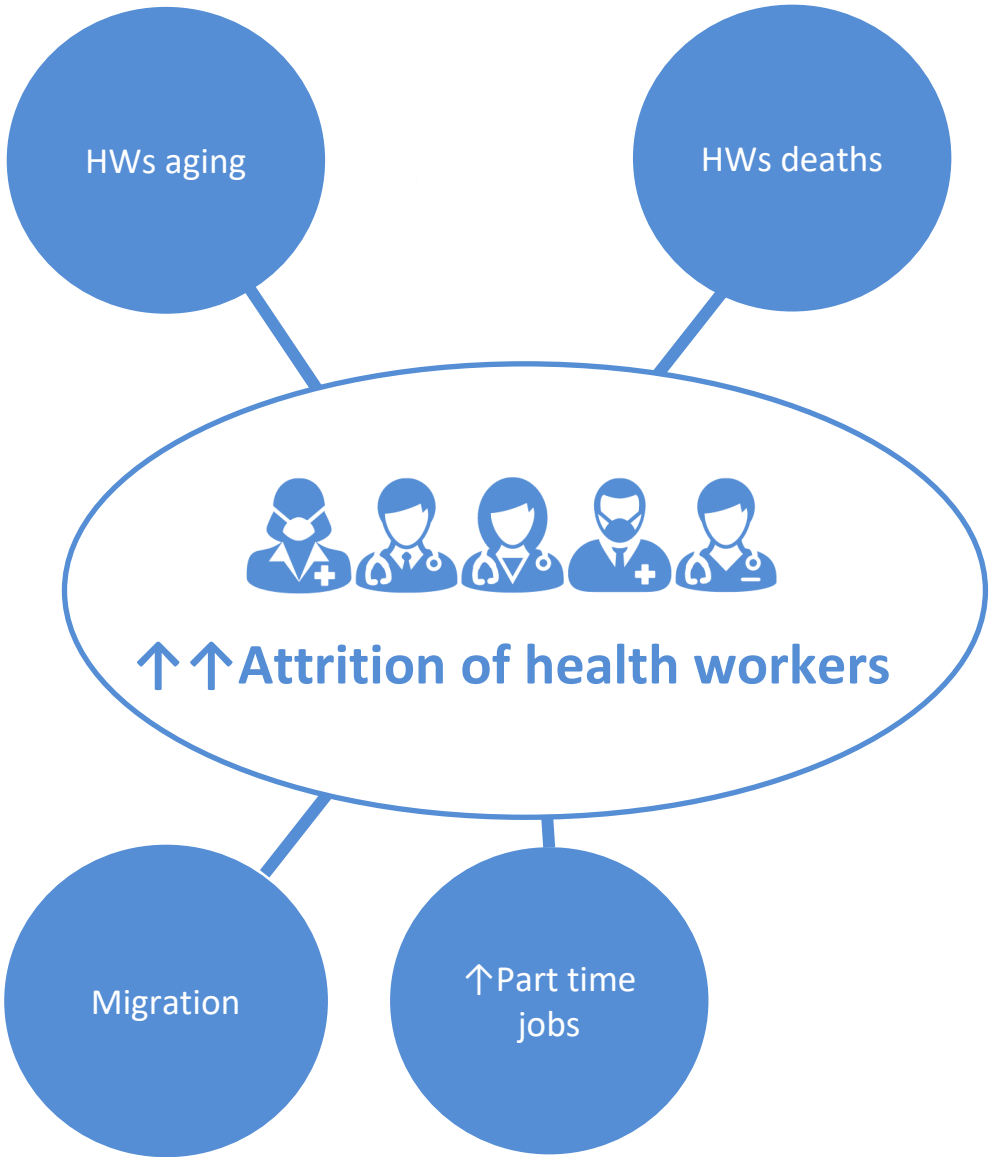 HWs aging
HWs deaths
↑↑Attrition of health workers
Migration
↑Part time
jobs